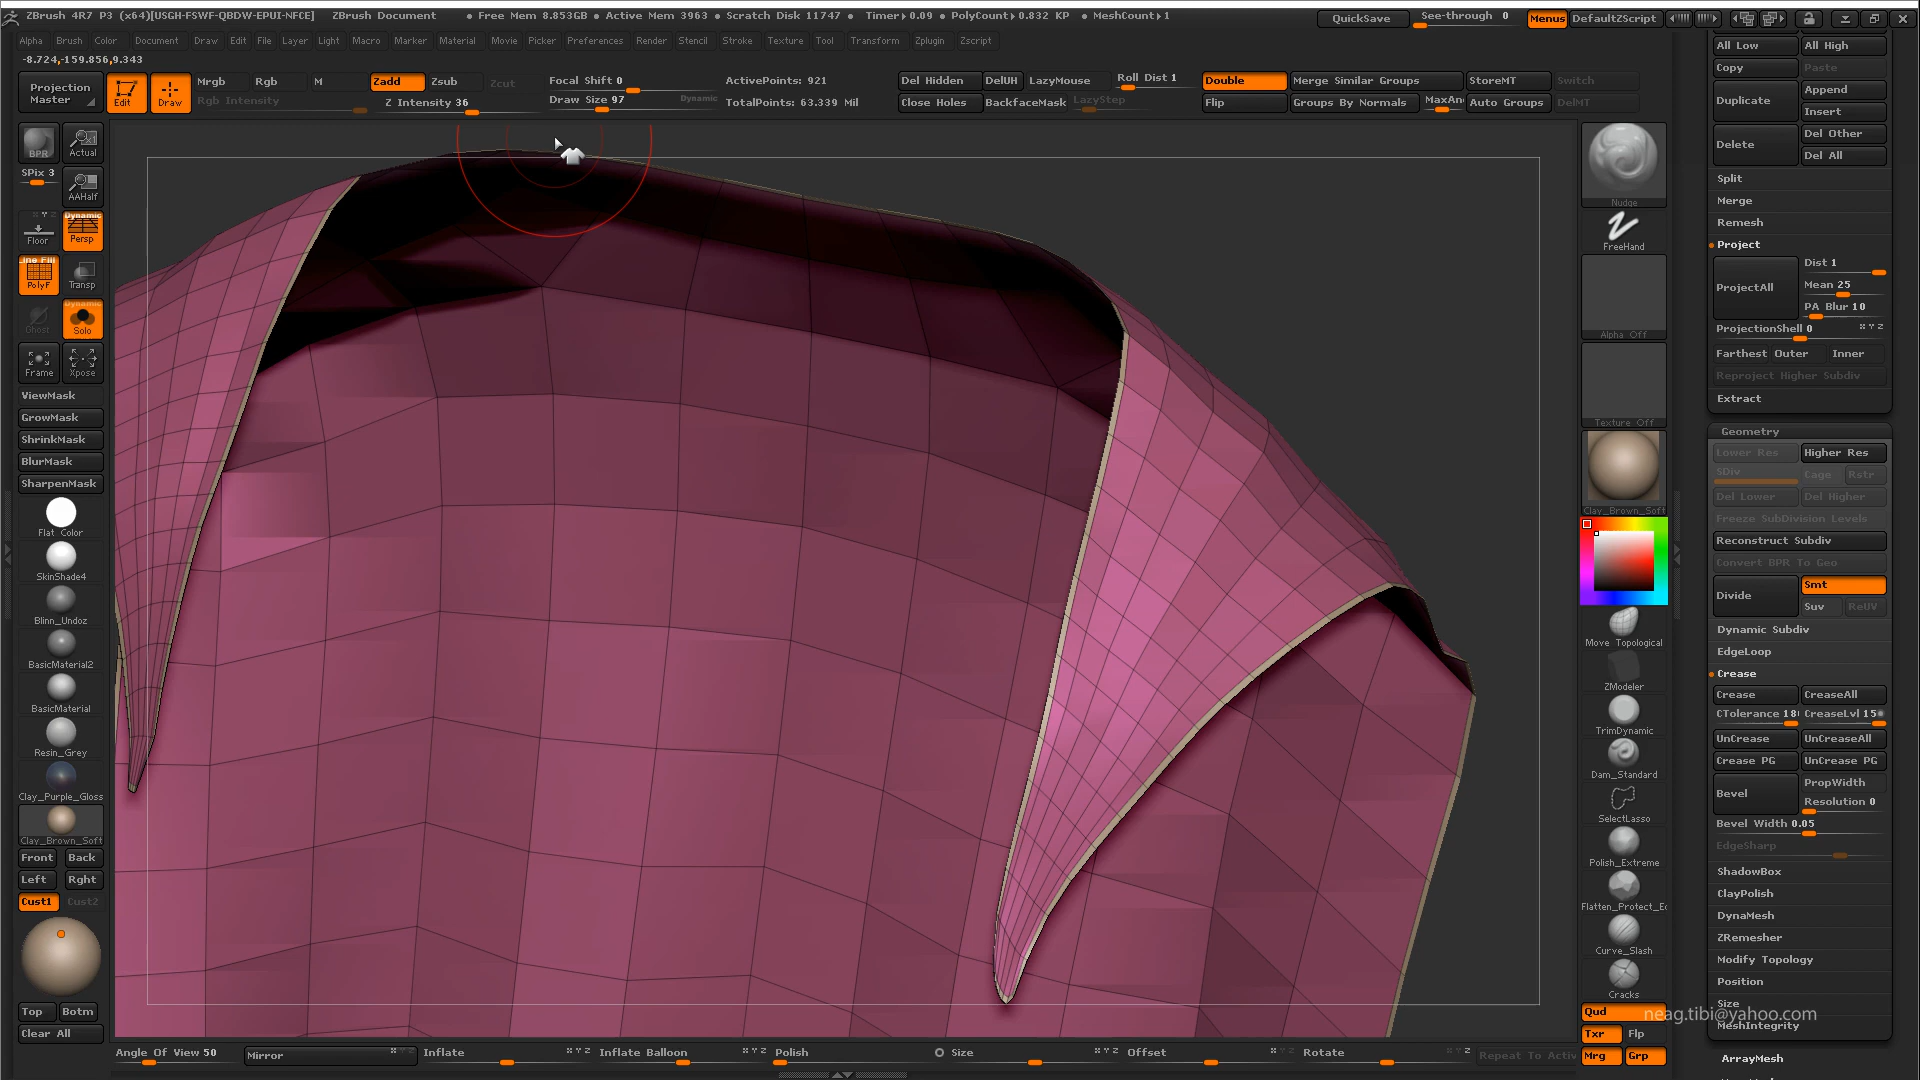 ZBrush 4R7 P3 (x64)[USGH-FSWF-QBDW-EPUI-NFCE] ZBrush Document • Free Mem 8.853GB • Active Mem 3963 • Scratch Disk 11747 • Timer▸0.09 • PolyCount▸0.832 KP • MeshCount▸1 QuickSave See-through 0 Menus DefaultZScript
Alpha Brush Color Document Draw Edit File Layer Light Macro Marker Material Movie Picker Preferences Render Stencil Stroke Texture Tool Transform Zplugin Zscript
-8.724,-159.856,9.343
Projection Master
Edit
Draw
Mrgb Rgb M Zadd Zsub Zcut
Rgb Intensity Z Intensity 36
Focal Shift 0
Draw Size 97 Dynamic
ActivePoints: 921
TotalPoints: 63.339 Mil
Del Hidden DelUH LazyMouse Roll Dist 1
Close Holes BackfaceMask LazyStep
Double Merge Similar Groups StoreMT Switch
Flip Groups By Normals MaxAn Auto Groups DelMT
BPR
Actual
SPix 3
AAHalf
Floor
Dynamic
Persp
Line Fill
PolyF
Transp
Ghost
Dynamic
Solo
Frame
Xpose
ViewMask
GrowMask
ShrinkMask
BlurMask
SharpenMask
Flat Color
SkinShade4
Blinn_Undoz
BasicMaterial2
BasicMaterial
Resin_Grey
Clay_Purple_Gloss
Clay_Brown_Soft
Front Back
Left Rght
Cust1 Cust2
Top Botm
Clear All
Angle Of View 50 Mirror Inflate Inflate Balloon Polish Size Offset Rotate Repeat To Activ
Nudge
FreeHand
Alpha Off
Texture Off
Clay_Brown_Soft
Move Topological
ZModeler
TrimDynamic
Dam_Standard
SelectLasso
Polish_Extreme
Flatten_Protect_Ed
Curve_Slash
Cracks
Qud
Txr Flp
Mrg Grp
All Low All High
Copy Paste
Duplicate Append
Insert
Delete Del Other
Del All
Split
Merge
Remesh
Project
ProjectAll Dist 1
Mean 25
PA Blur 10
ProjectionShell 0
Farthest Outer Inner
Reproject Higher Subdiv
Extract
Geometry
Lower Res Higher Res
SDiv Cage Rstr
Del Lower Del Higher
Freeze SubDivision Levels
Reconstruct Subdiv
Convert BPR To Geo
Divide Smt
Suv ReUV
Dynamic Subdiv
EdgeLoop
Crease
Crease CreaseAll
CTolerance 18 CreaseLvl 15
UnCrease UnCreaseAll
Crease PG UnCrease PG
Bevel PropWidth
Resolution 0
Bevel Width 0.05
EdgeSharp
ShadowBox
ClayPolish
DynaMesh
ZRemesher
Modify Topology
Position
Size
neag.tibi@yahoo.com
MeshIntegrity
ArrayMesh